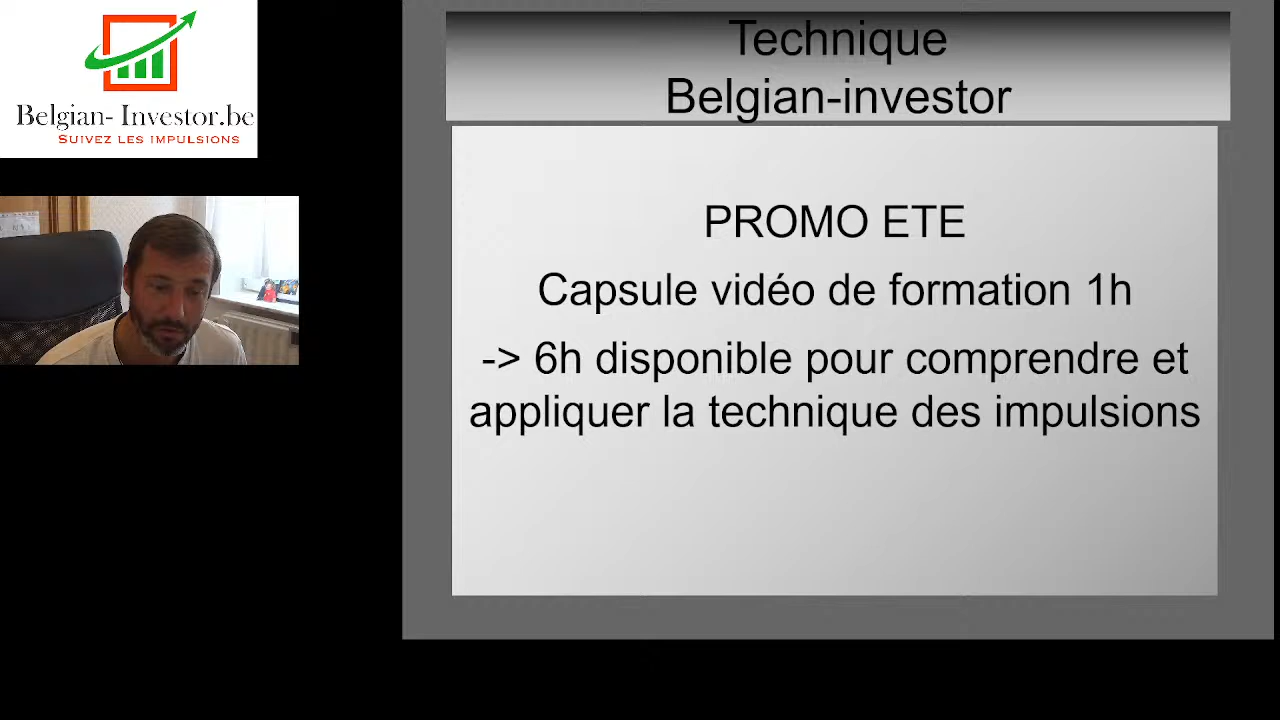 Belgian- Investor.be
SUIVEZ LES IMPULSIONS
Technique
Belgian-investor
PROMO ETE
Capsule vidéo de formation 1h
-> 6h disponible pour comprendre et
appliquer la technique des impulsions